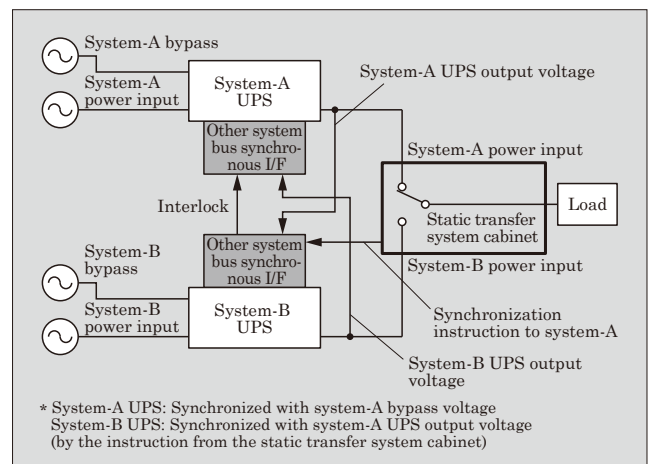 System-A bypass
System-A
power input
System-A
UPS
System-A UPS output voltage
Other system
bus synchro-
nous I/F
System-A power input
Interlock
Load
Static transfer
system cabinet
Other system
bus synchro-
nous I/F
System-B
bypass
System-B power input
System-B
power input
System-B
UPS
Synchronization
instruction to system-A
System-B UPS output
voltage
* System-A UPS: Synchronized with system-A bypass voltage
System-B UPS: Synchronized with system-A UPS output voltage
(by the instruction from the static transfer system cabinet)